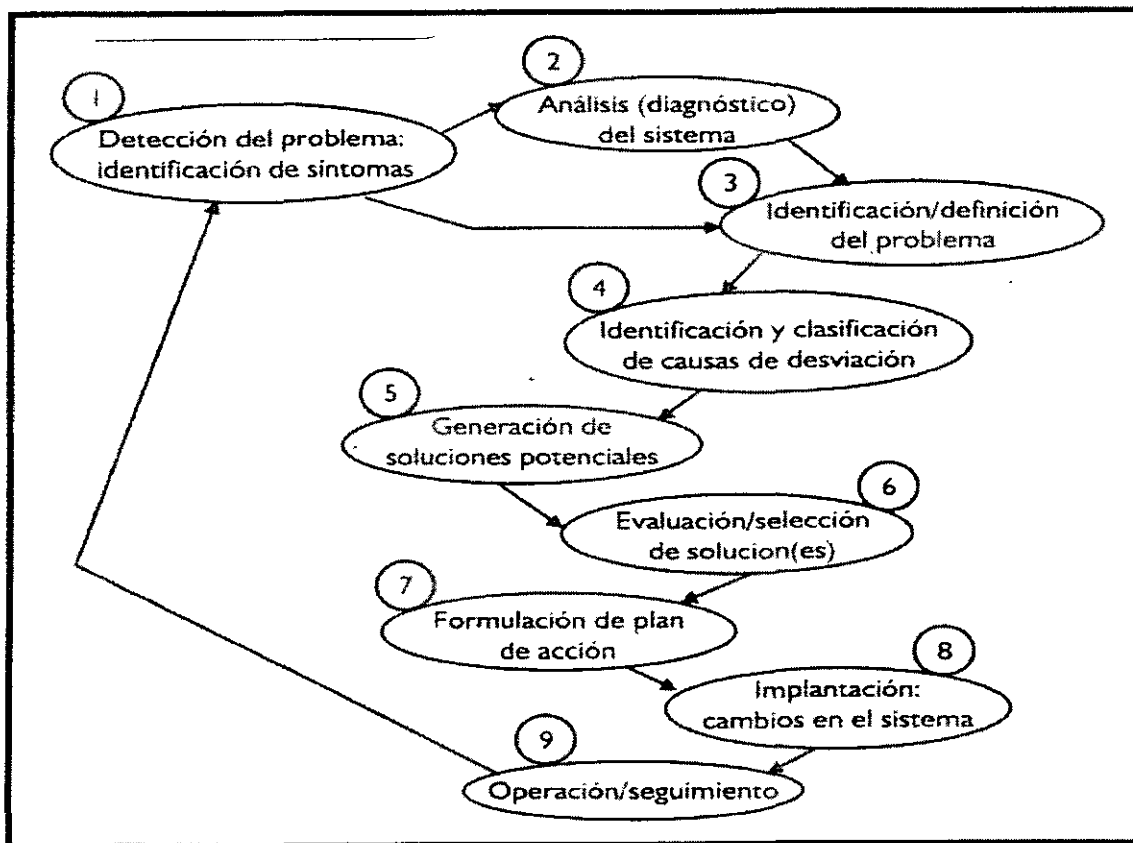 1
Detección del problema:
identificación de síntomas
2
Análisis (diagnóstico)
del sistema
3
Identificación/definición
del problema
4
Identificación y clasificación
de causas de desviación
5
Generación de
soluciones potenciales
6
Evaluación/selección
de solucion(es)
7
Formulación de plan
de acción
8
Implantación:
cambios en el sistema
9
Operación/seguimiento